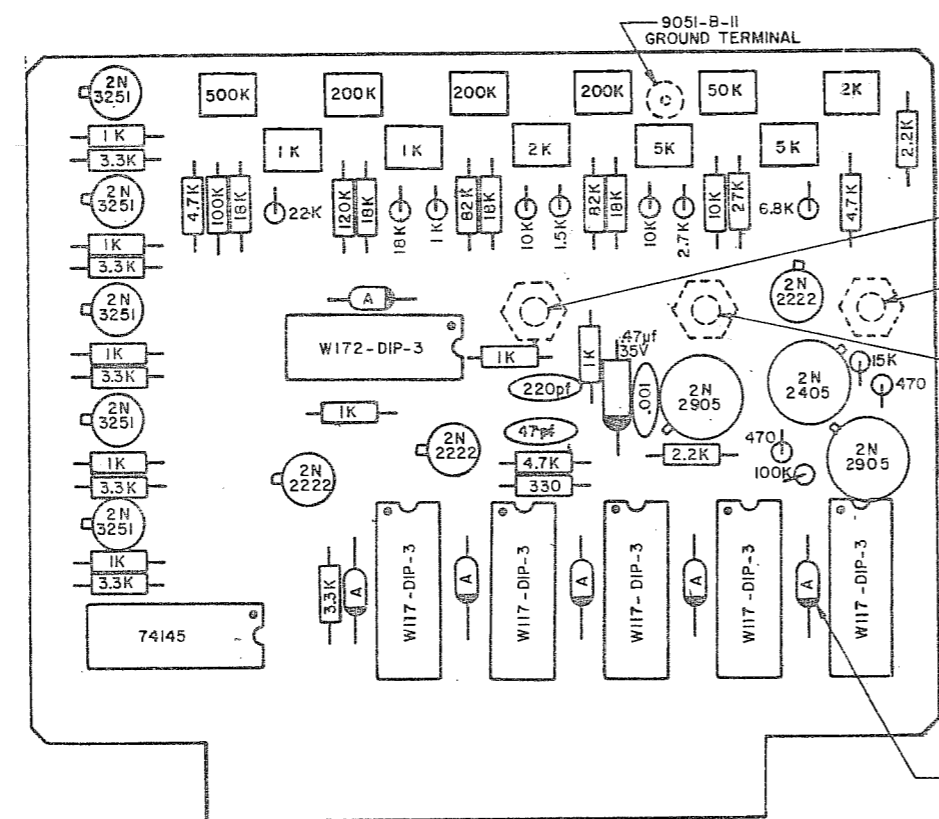 9051-B-11
GROUND TERMINAL
2N
3251
500K
200K
200K
200K
50K
2K
1K
3.3K
1K
1K
2K
5K
5K
2.2K
2N
3251
4.7K
100K
18K
22K
120K
18K
18K
1K
82K
18K
10K
1.5K
82K
18K
10K
2.7K
10K
27K
6.8K
4.7K
1K
3.3K
2N
3251
A
2N
2222
W172-DIP-3
1K
1K
.47µf
35V
1K
3.3K
220pf
.001
2N
2905
2N
2405
15K
470
1K
2N
3251
47pf
2N
2222
470
2N
2905
1K
3.3K
2N
2222
4.7K
330
2.2K
100K
2N
3251
1K
3.3K
3.3K
A
W117-DIP-3
A
W117-DIP-3
A
W117-DIP-3
A
W117-DIP-3
A
W117-DIP-3
74145